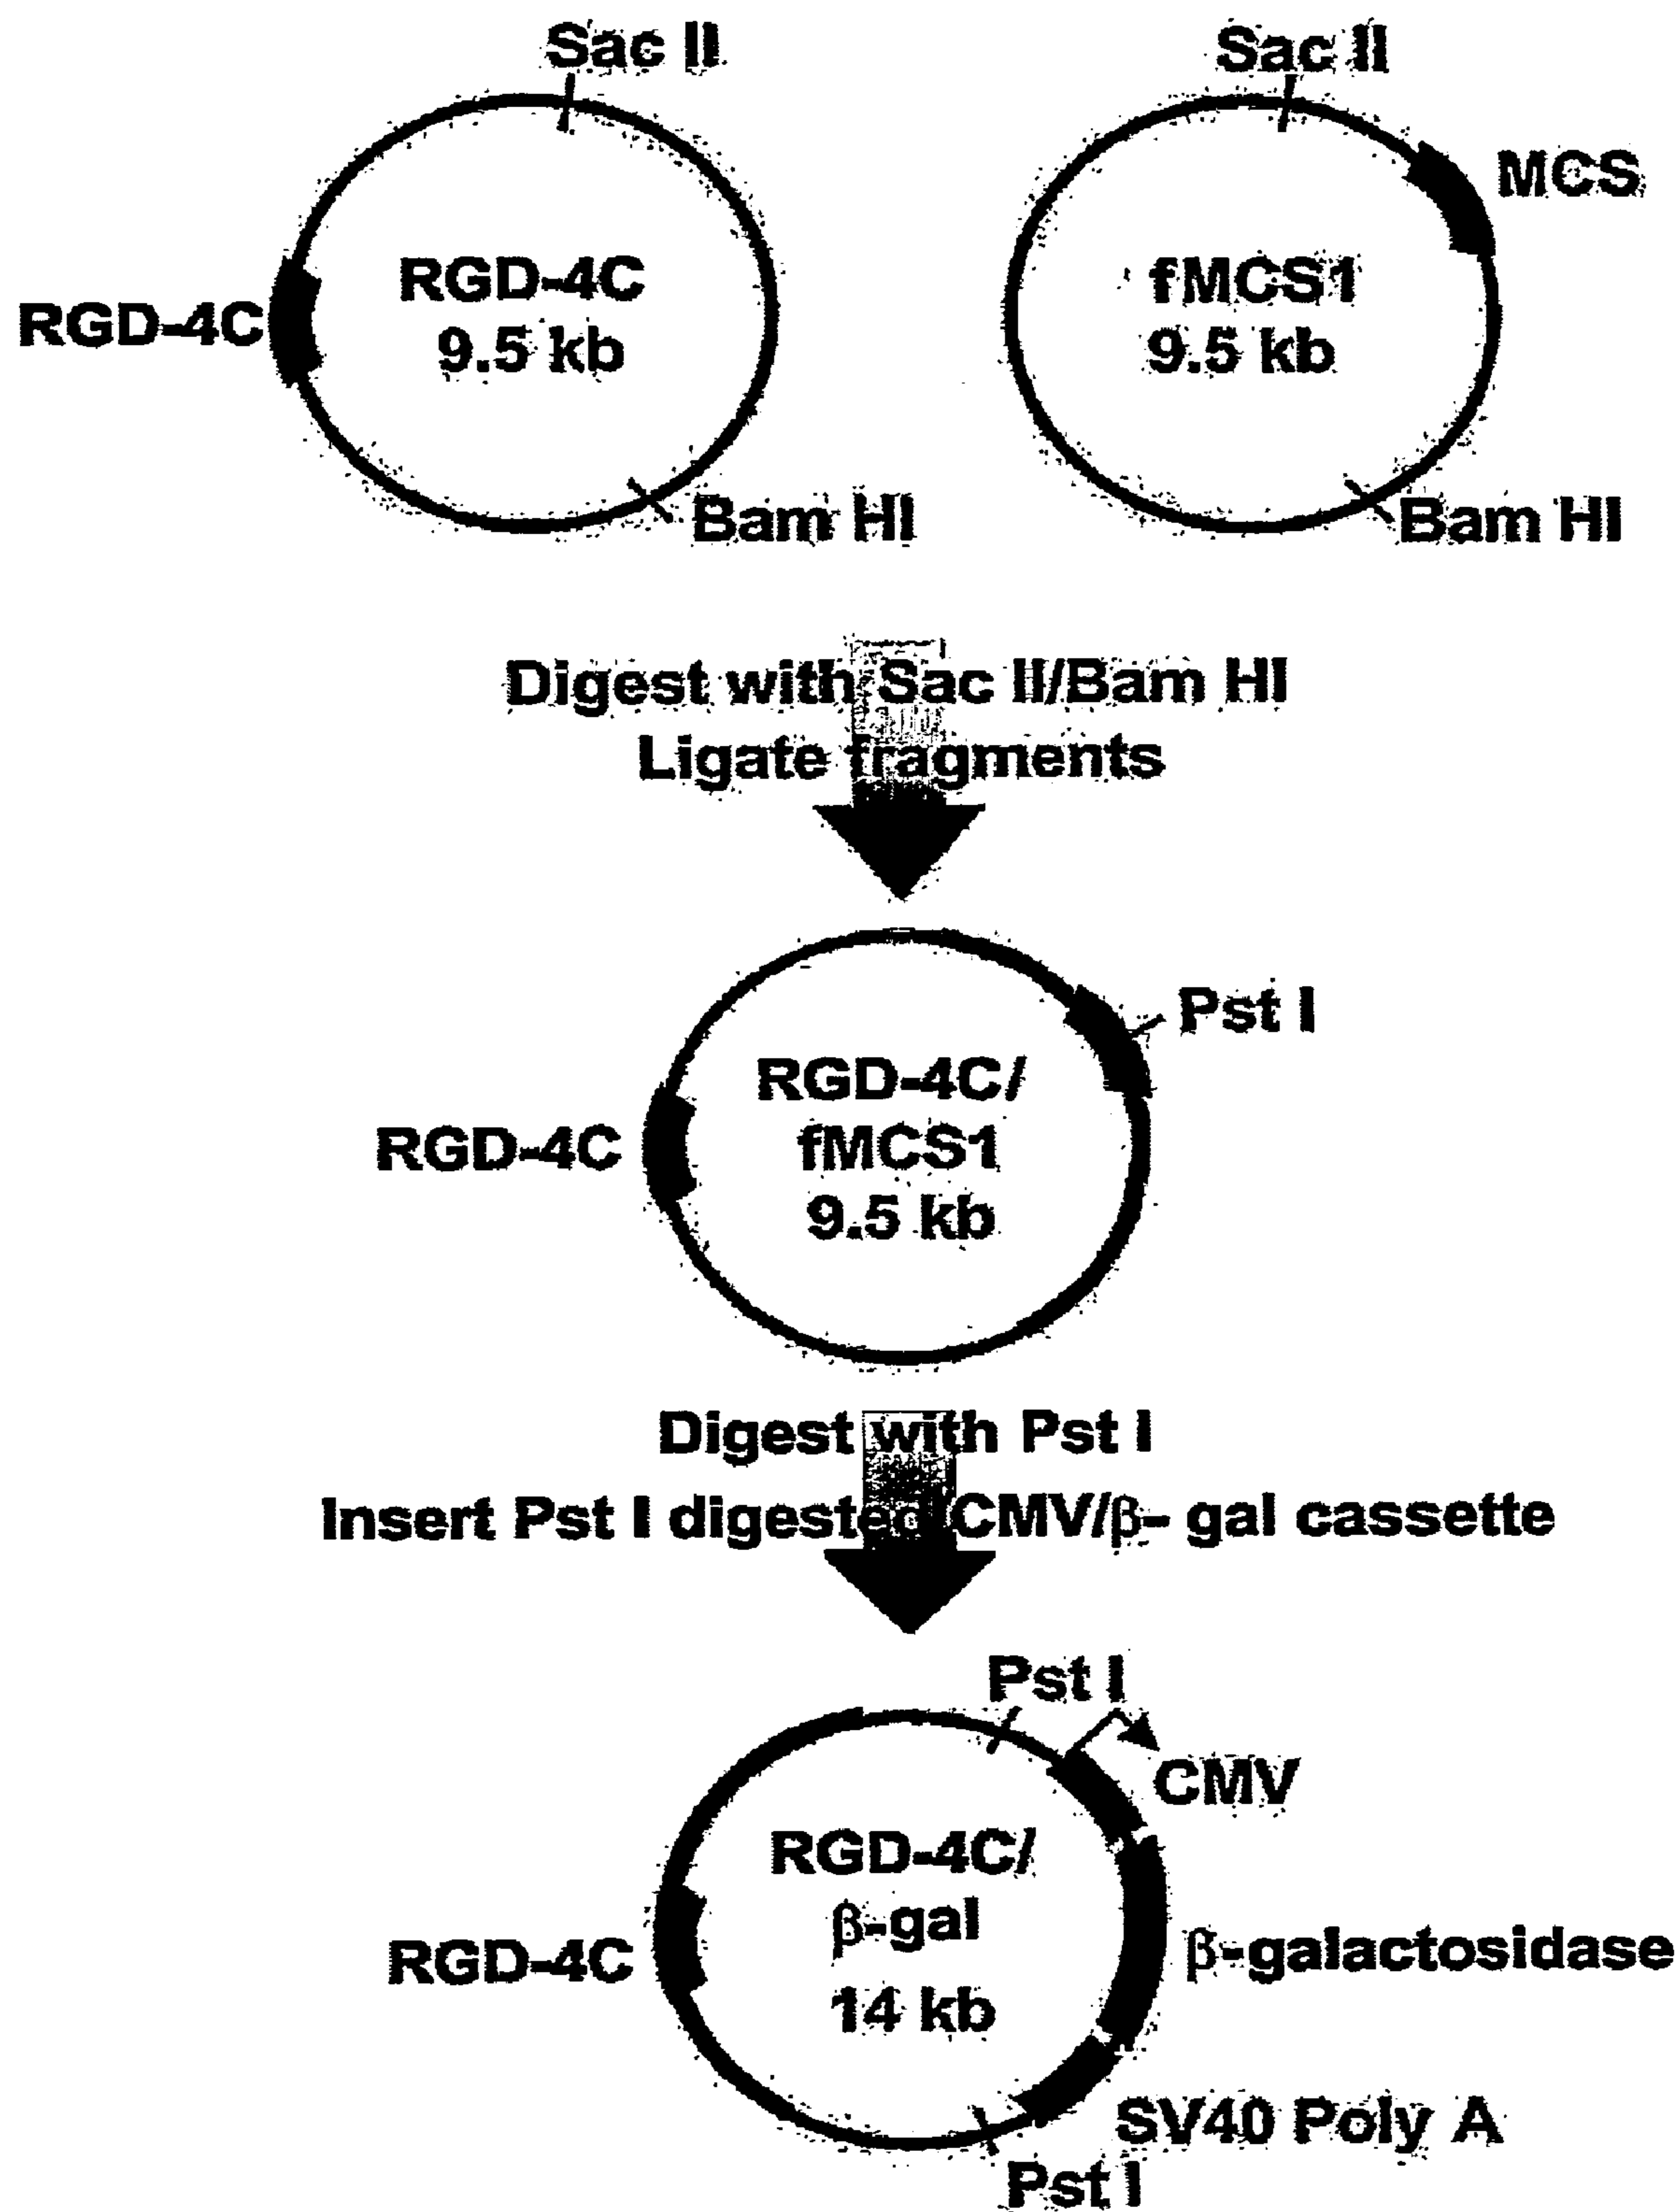 Sac II
Sac II
MCS
RGD-4C
9.5 kb
fMCS1
9.5 kb
RGD-4C
Bam HI
Bam HI
Digest with Sac II/Bam HI
Ligate fragments
Pst I
RGD-4C/
fMCS1
9.5 kb
RGD-4C
Digest with Pst I
Insert Pst I digested CMV/β- gal cassette
Pst I
CMV
RGD-4C/
β-gal
14 kb
RGD-4C
β-galactosidase
SV40 Poly A
Pst I